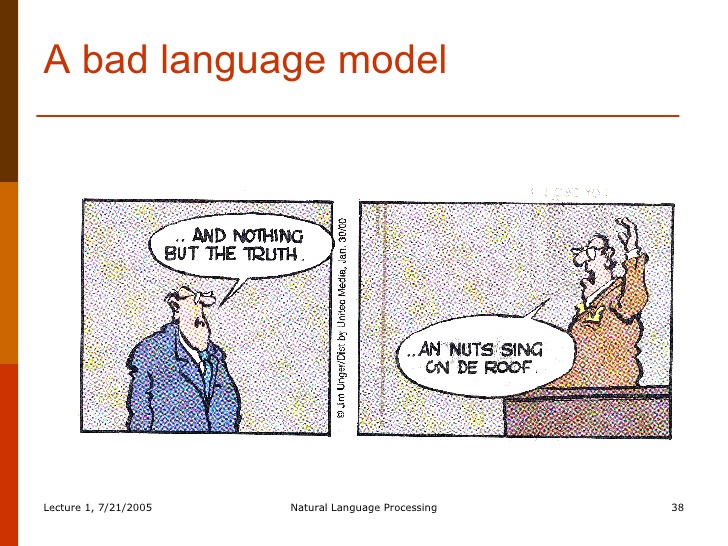 A bad language model
.. AND NOTHING
BUT THE TRUTH.
© Jim Unger/Dist by United Media, Jan. 30/00
..AN NUTS SING
ON DE ROOF.
Lecture 1, 7/21/2005
Natural Language Processing
38